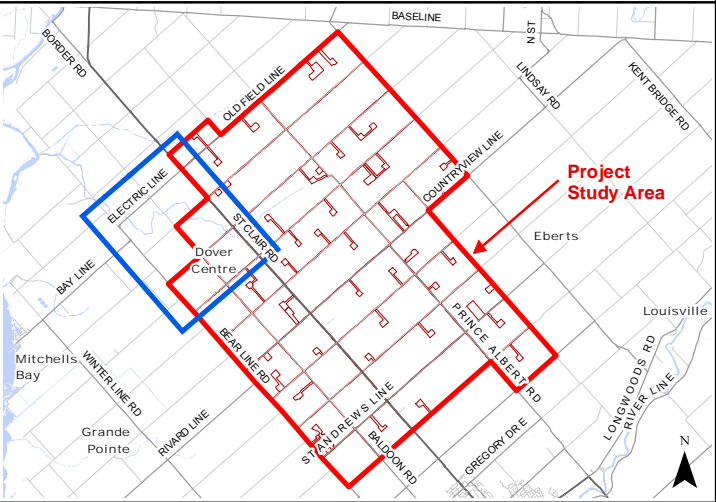 BASELINE
BORDER RD
N ST
OLD FIELD LINE
LINDSAY RD
KENT BRIDGE RD
COUNTRYVIEW LINE
Project
Study Area
ELECTRIC LINE
ST CLAIR RD
Eberts
Dover
Centre
BAY LINE
PRINCE ALBERT RD
Louisville
BEAR LINE RD
Mitchells
Bay
WINTER LINE RD
LONGWOODS RD
RIVER LINE
ST ANDREWS LINE
RIVARD LINE
Grande
Pointe
BALDOON RD
GREGORY DR E
N